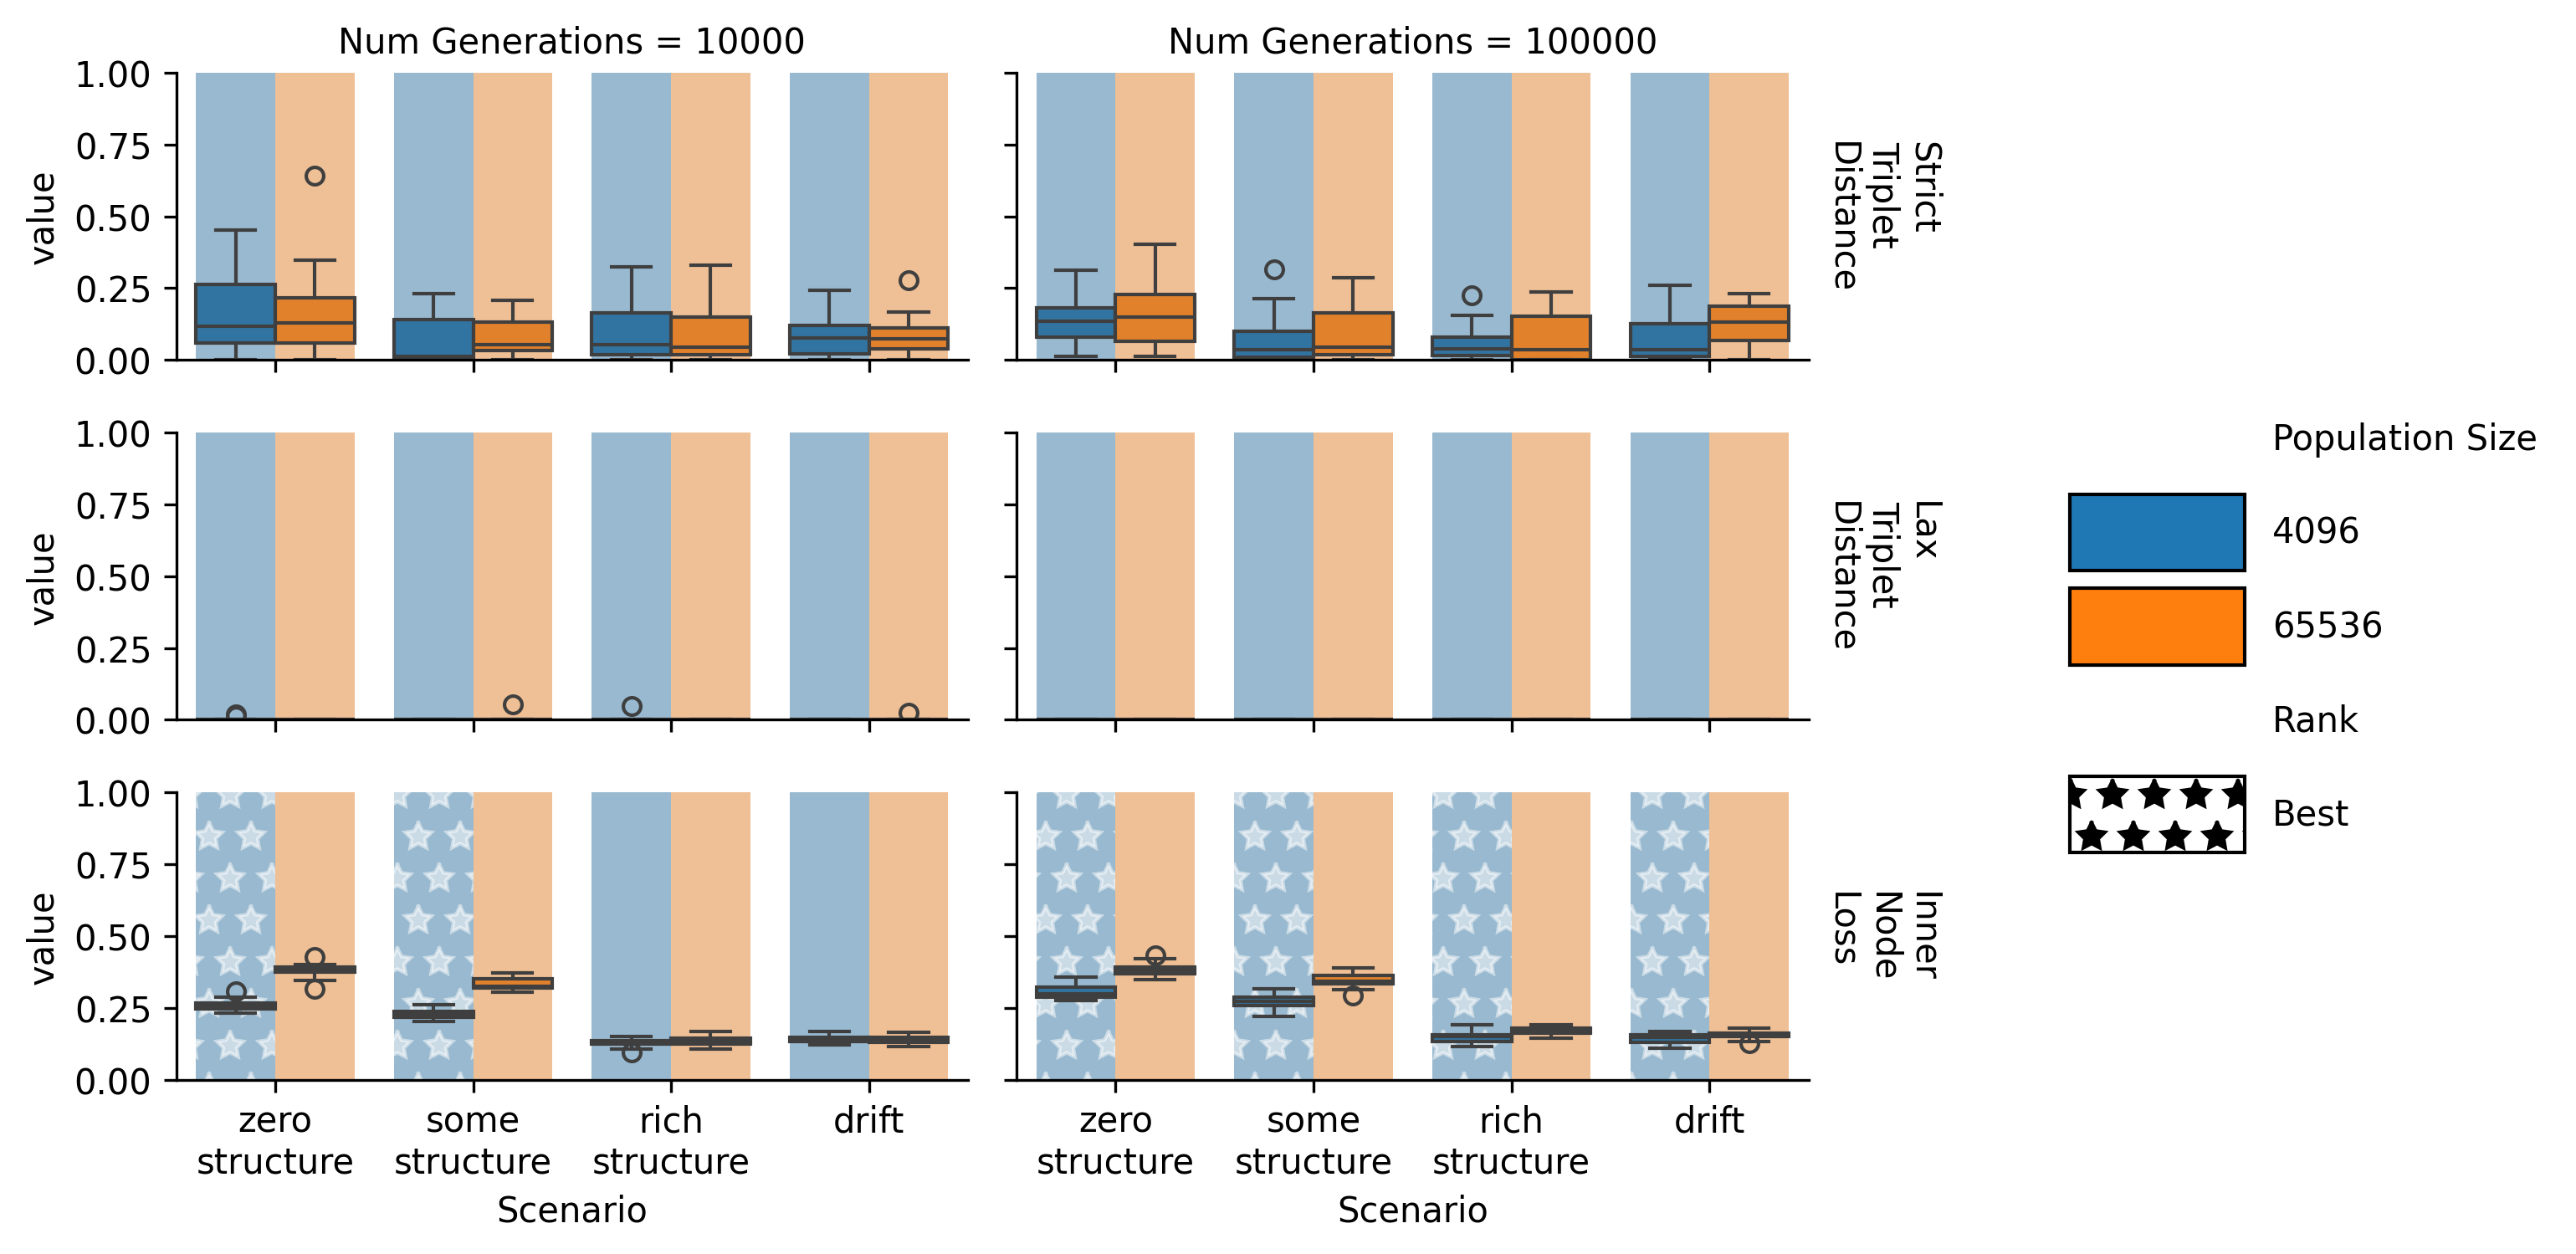 Num Generations = 10000
Num Generations = 100000
value
1.00
0.75
0.50
0.25
0.00
Strict
Triplet
Distance
value
1.00
0.75
0.50
0.25
0.00
Lax
Triplet
Distance
value
1.00
0.75
0.50
0.25
0.00
Inner
Node
Loss
zero
structure
some
structure
rich
structure
drift
Scenario
zero
structure
some
structure
rich
structure
drift
Scenario
Population Size
4096
65536
Rank
Best